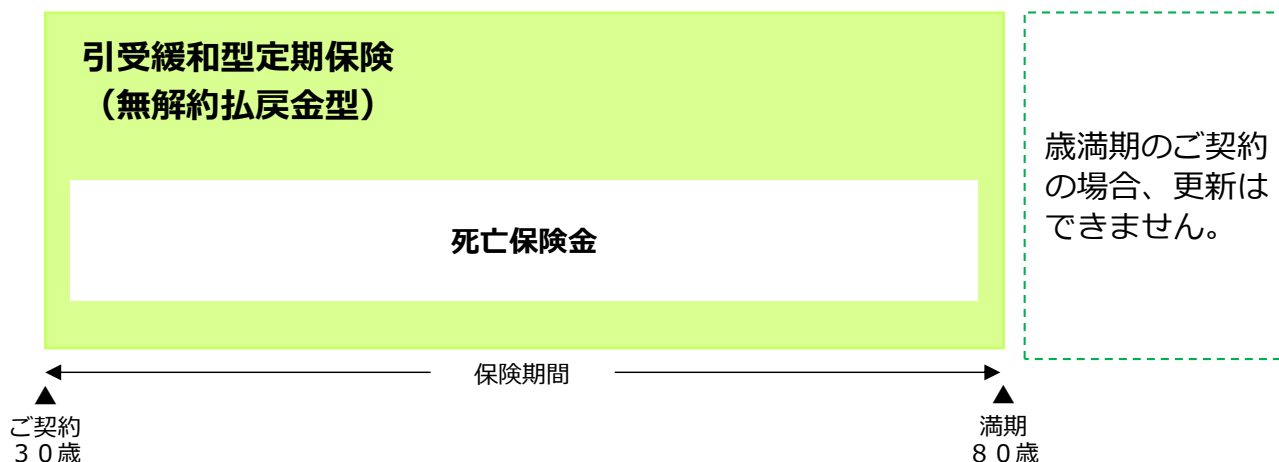 引受緩和型定期保険
（無解約払戻金型）
死亡保険金
歳満期のご契約
の場合、更新は
できません。
保険期間
ご契約
３０歳
満期
８０歳